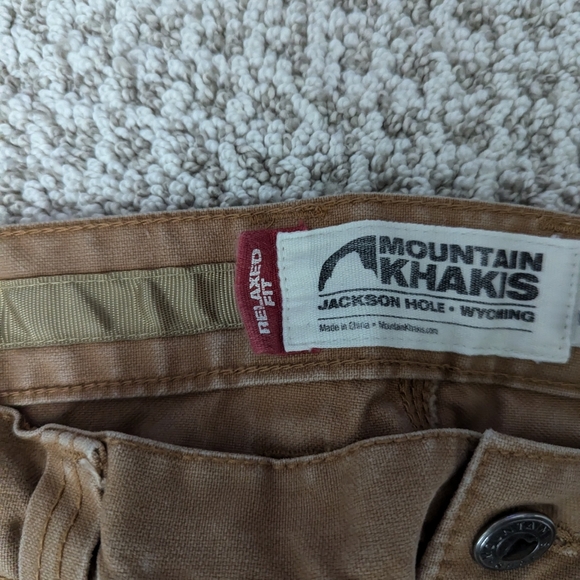 RELAXED
FIT
MOUNTAIN
KHAKIS
JACKSON HOLE • WYOMING
Made in China • MountainKhakis.com